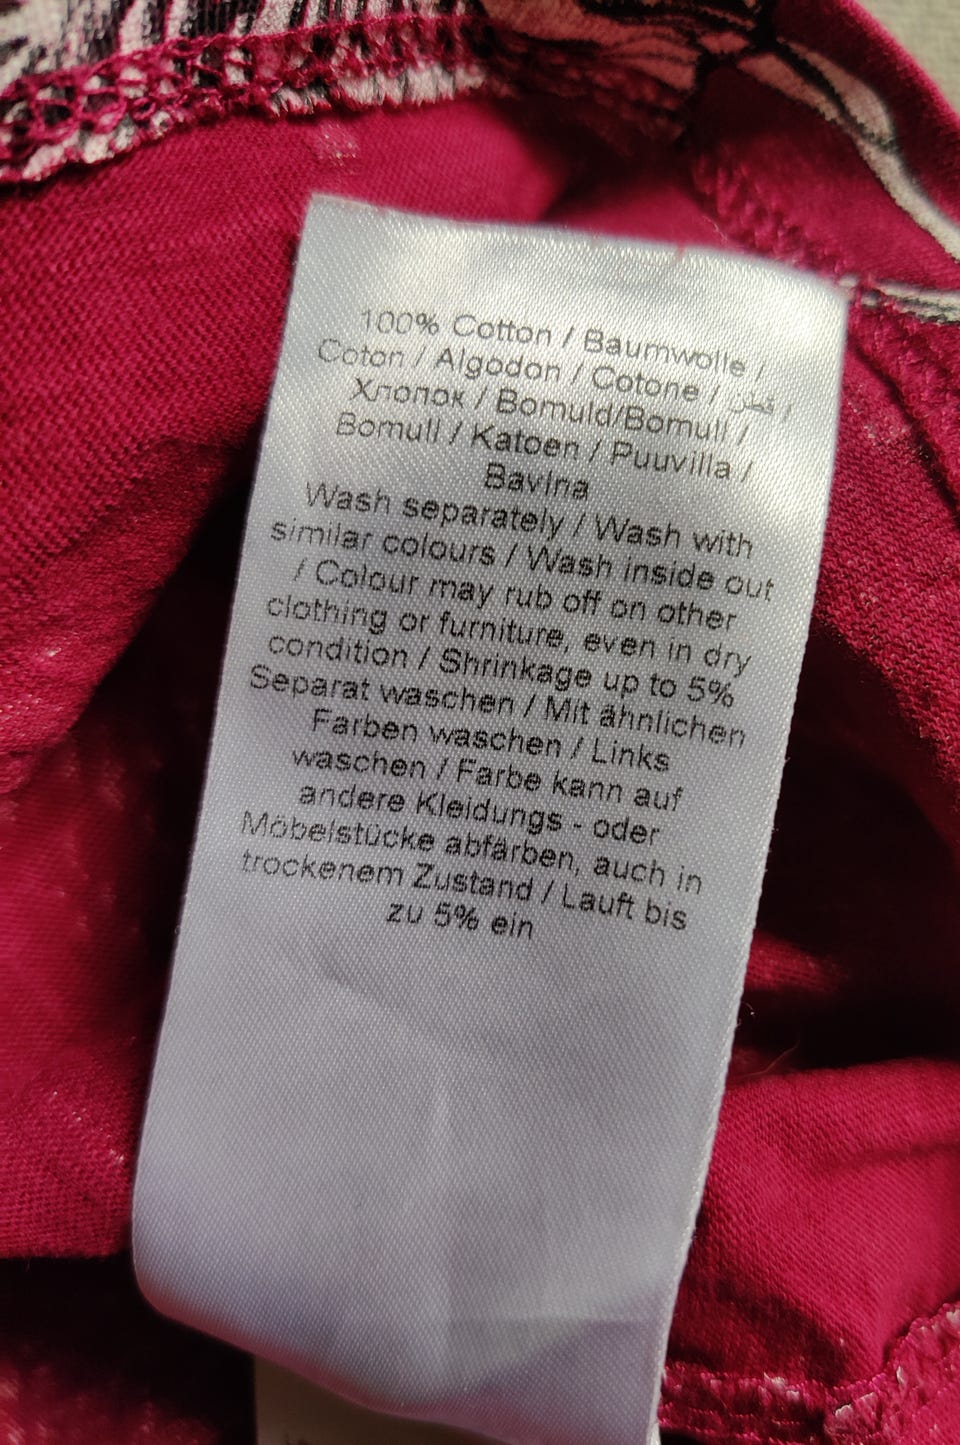 100% Cotton / Baumwolle /
Coton / Algodon / Cotone / قطن /
Хлопок / Bomuld/Bomull /
Bomull / Katoen / Puuvilla /
Bavlna
Wash separately / Wash with
similar colours / Wash inside out
/ Colour may rub off on other
clothing or furniture, even in dry
condition / Shrinkage up to 5%
Separat waschen / Mit ähnlichen
Farben waschen / Links
waschen / Farbe kann auf
andere Kleidungs - oder
Möbelstücke abfärben, auch in
trockenem Zustand / Lauft bis
zu 5% ein